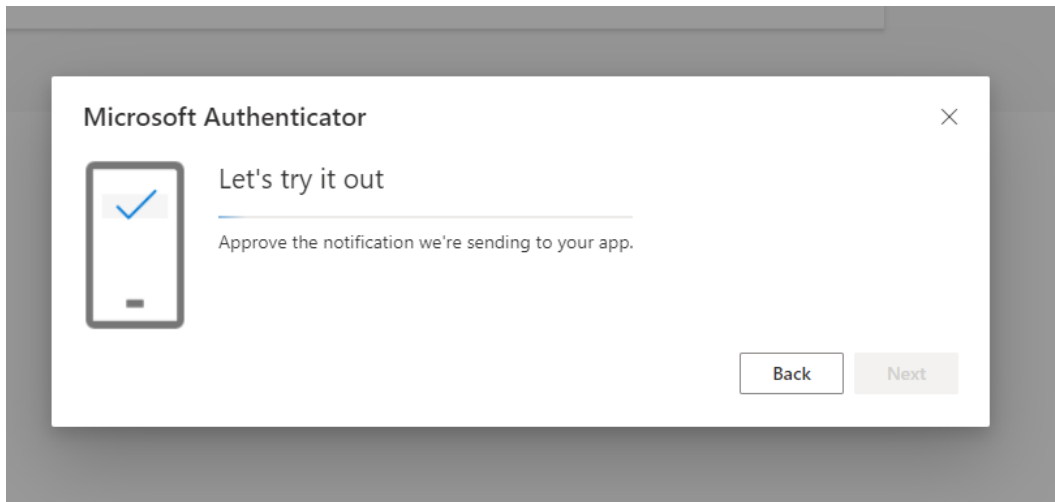 Microsoft Authenticator
Let's try it out
Approve the notification we're sending to your app.
Back
Next